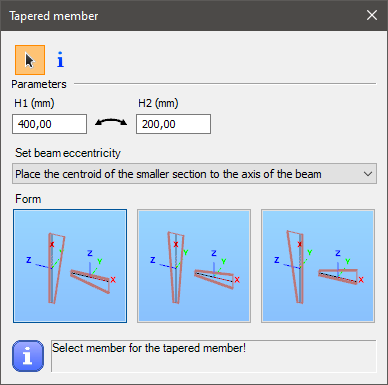 Tapered member
i
Parameters
H1 (mm)
H2 (mm)
400,00
200,00
Set beam eccentricity
Place the centroid of the smaller section to the axis of the beam
Form
X Y Z Z Y X
X Y Z Z Y X
X Y Z Z Y X
i
Select member for the tapered member!